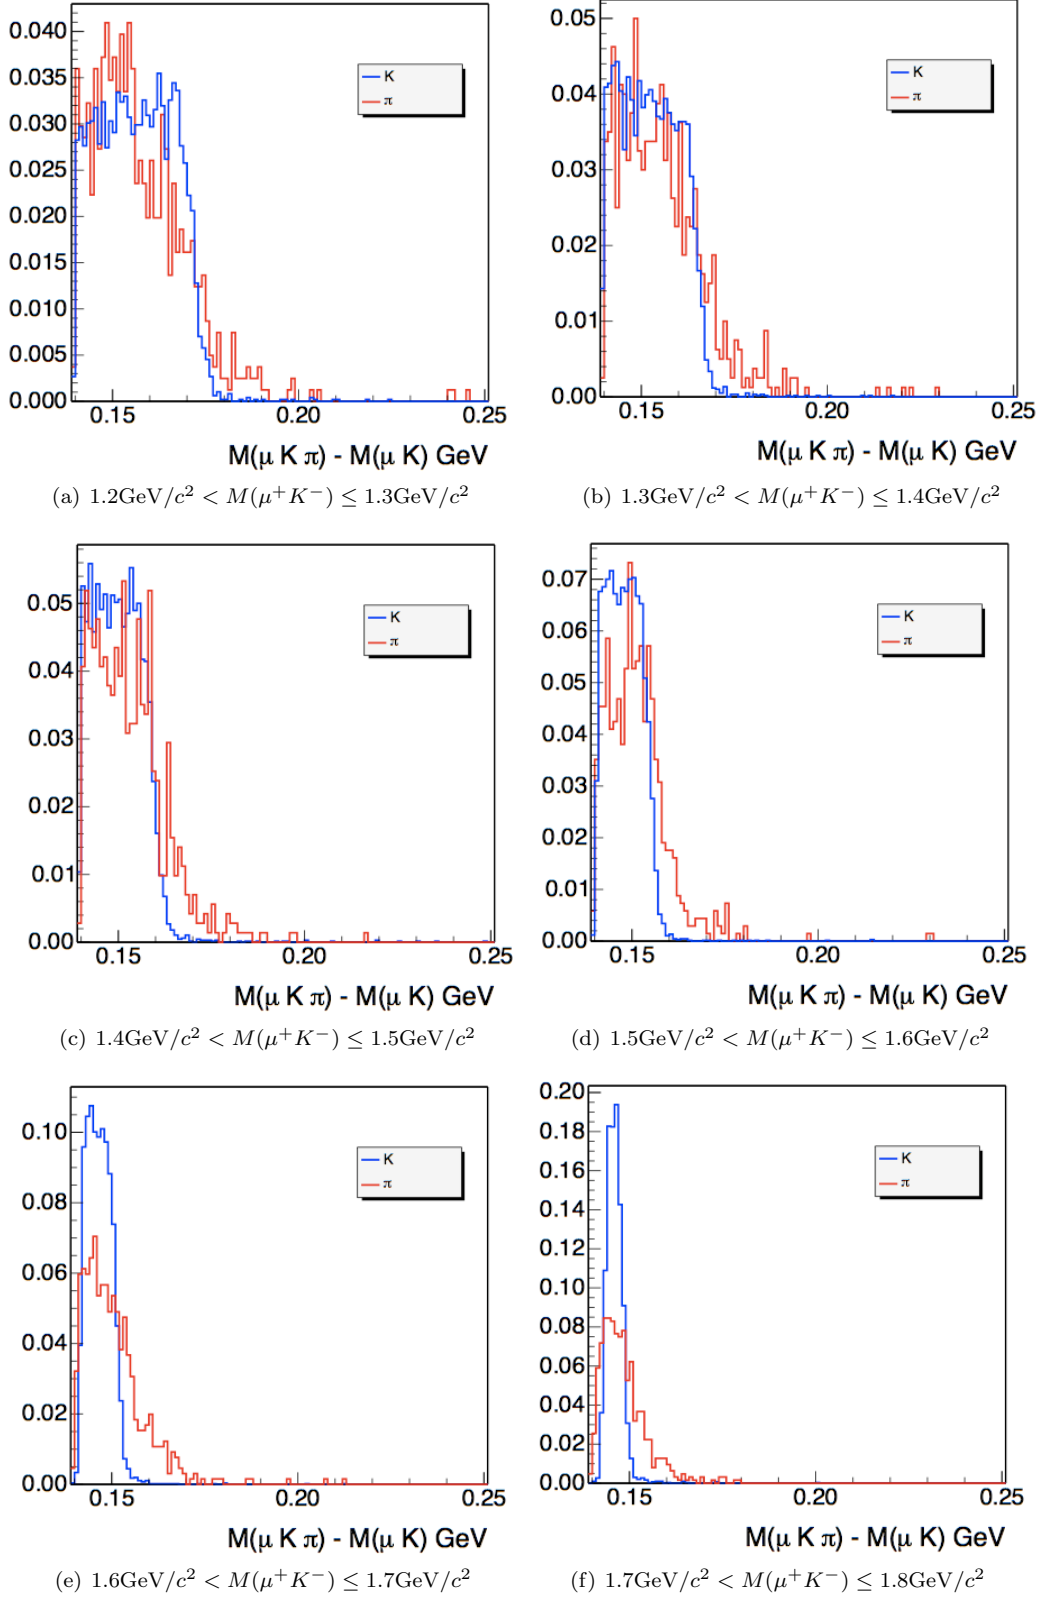 0.040
0.035
0.030
0.025
0.020
0.015
0.010
0.005
0.000
0.15
0.20
0.25
K
π
M(μ K π) - M(μ K) GeV
(a) 1.2GeV/c² < M(μ⁺K⁻) ≤ 1.3GeV/c²
0.05
0.04
0.03
0.02
0.01
0.00
0.15
0.20
0.25
K
π
M(μ K π) - M(μ K) GeV
(b) 1.3GeV/c² < M(μ⁺K⁻) ≤ 1.4GeV/c²
0.05
0.04
0.03
0.02
0.01
0.00
0.15
0.20
0.25
K
π
M(μ K π) - M(μ K) GeV
(c) 1.4GeV/c² < M(μ⁺K⁻) ≤ 1.5GeV/c²
0.07
0.06
0.05
0.04
0.03
0.02
0.01
0.00
0.15
0.20
0.25
K
π
M(μ K π) - M(μ K) GeV
(d) 1.5GeV/c² < M(μ⁺K⁻) ≤ 1.6GeV/c²
0.10
0.08
0.06
0.04
0.02
0.00
0.15
0.20
0.25
K
π
M(μ K π) - M(μ K) GeV
(e) 1.6GeV/c² < M(μ⁺K⁻) ≤ 1.7GeV/c²
0.20
0.18
0.16
0.14
0.12
0.10
0.08
0.06
0.04
0.02
0.00
0.15
0.20
0.25
K
π
M(μ K π) - M(μ K) GeV
(f) 1.7GeV/c² < M(μ⁺K⁻) ≤ 1.8GeV/c²